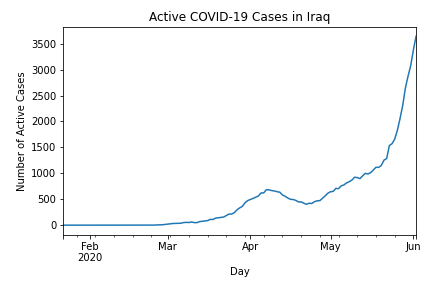 Active COVID-19 Cases in Iraq
Number of Active Cases
3500
3000
2500
2000
1500
1000
500
0
Feb
2020
Mar
Apr
May
Jun
Day